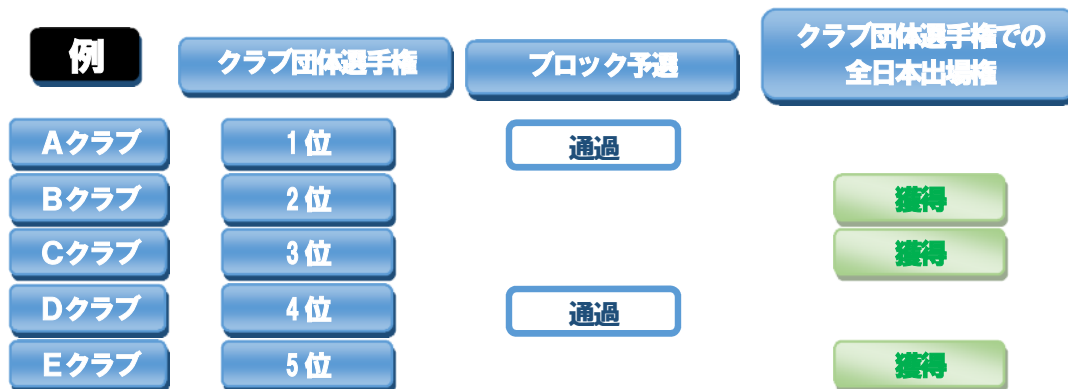 例
クラブ団体選手権
ブロック予選
クラブ団体選手権での
全日本出場権
Aクラブ
1位
通過
Bクラブ
2位
獲得
Cクラブ
3位
獲得
Dクラブ
4位
通過
Eクラブ
5位
獲得